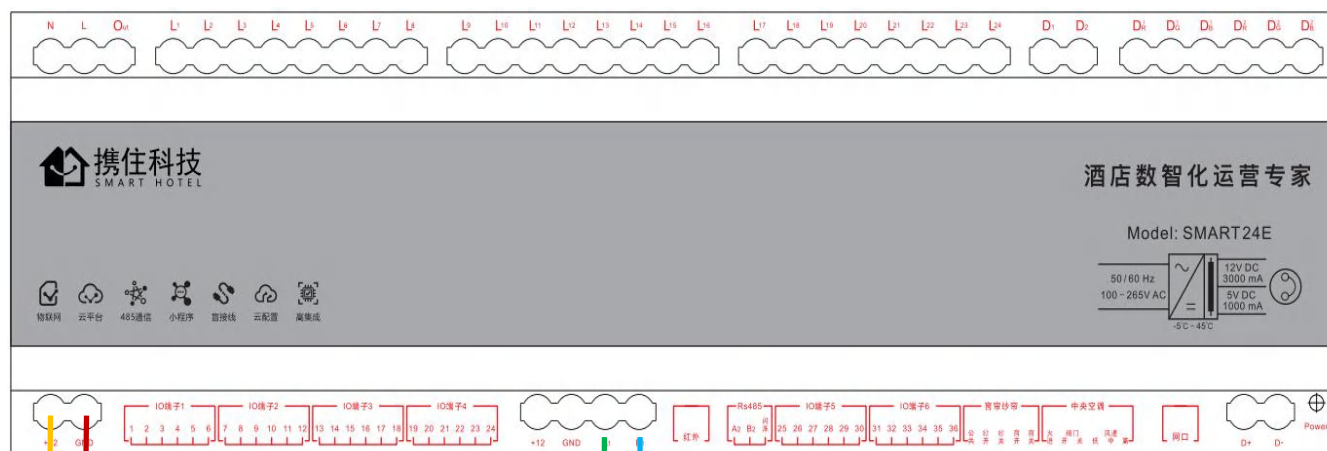 N L Out L1 L2 L3 L4 L5 L6 L7 L8 L9 L10 L11 L12 L13 L14 L15 L16 L17 L18 L19 L20 L21 L22 L23 L24 D1 D2
携住科技
SMART HOTEL
酒店数智化运营专家
Model: SMART24E
50/60 Hz
100-265V AC
12V DC
3000 mA
5V DC
1000 mA
-5℃-45℃
物联网 云平台 485通信 小程序 盲接线 云配置 高集成
IO端子1 IO端子2 IO端子3 IO端子4
1 2 3 4 5 6 7 8 9 10 11 12 13 14 15 16 17 18 19 20 21 22 23 24
+12 GND
红外
Rs485 IO端子5 IO端子6 窗帘纱帘 中央空调
A2 B2 25 26 27 28 29 30 31 32 33 34 35 36
阀门 风速
低 中 高
网口
D+ D-
Power